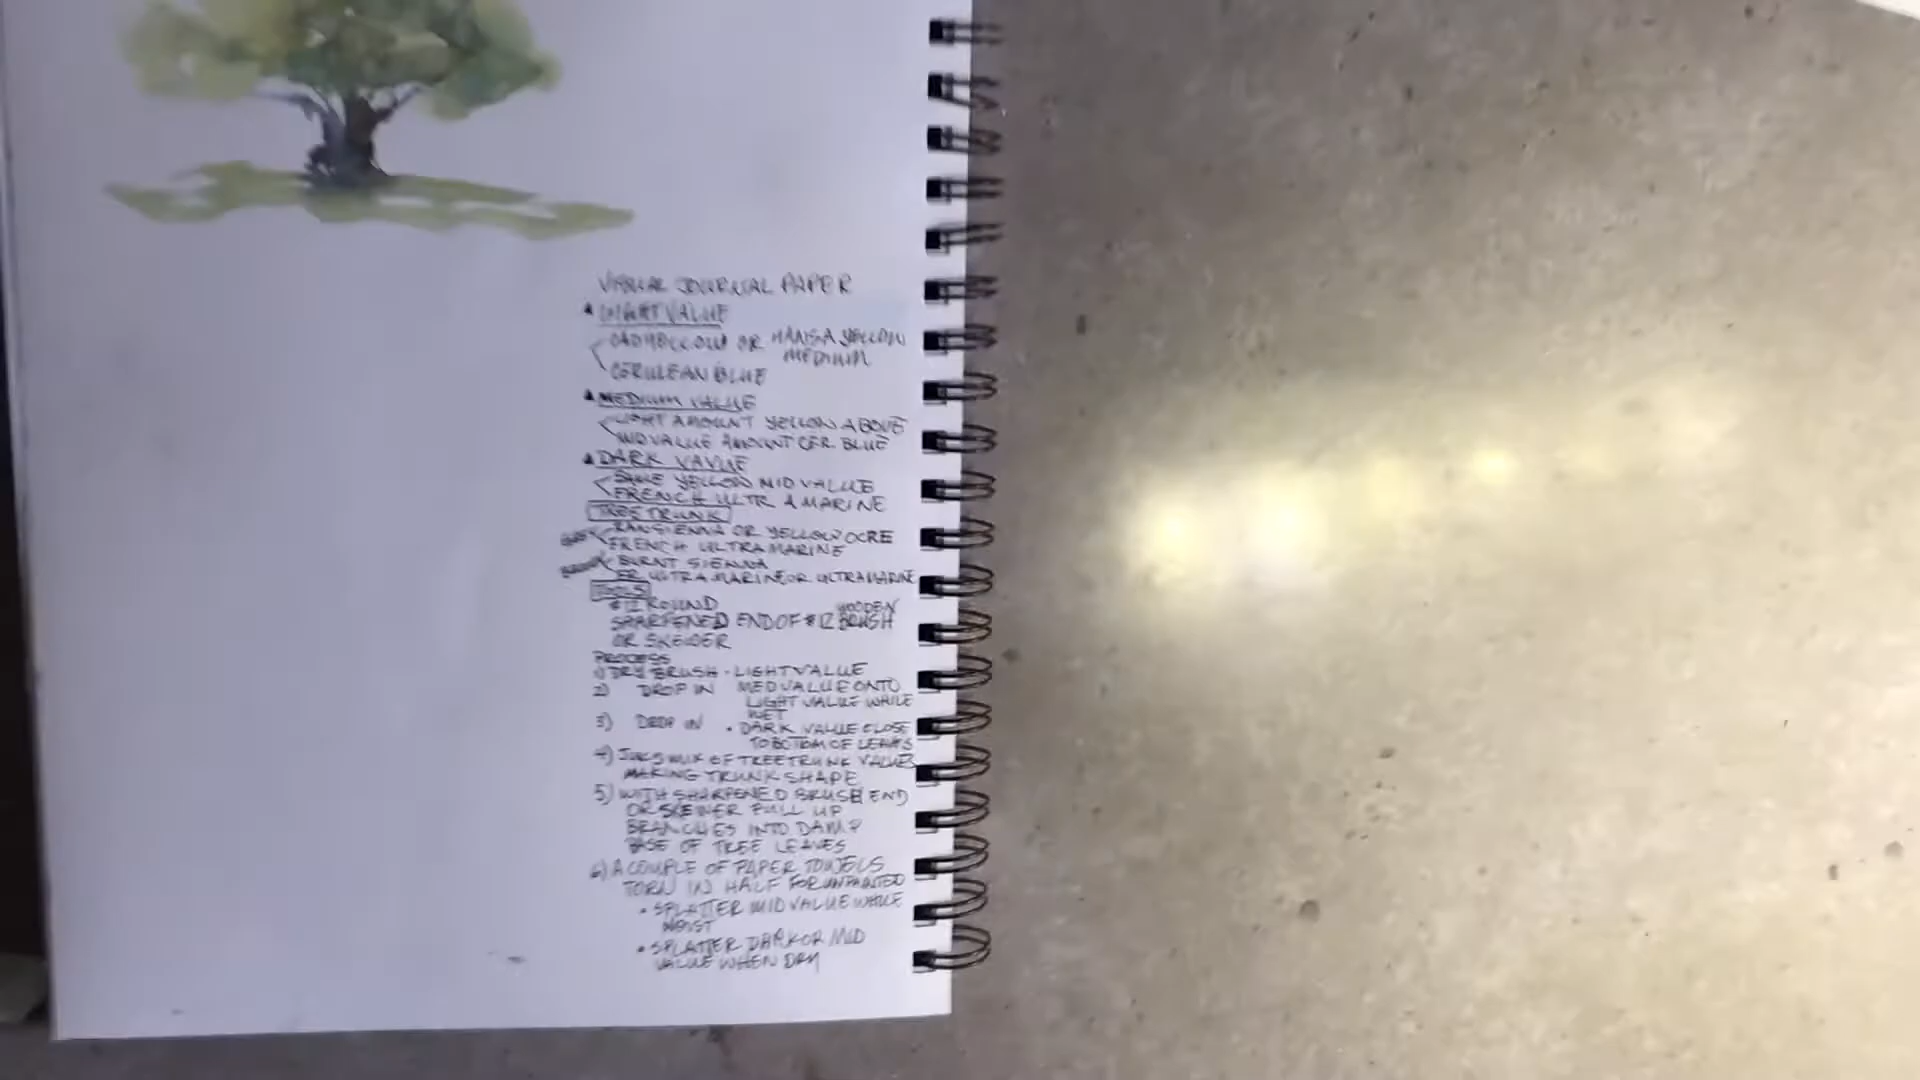 VISUAL JOURNAL PAPER
LIGHT VALUE
CAD YELLOW OR HANSA YELLOW
MEDIUM
CERULEAN BLUE
MEDIUM VALUE
LIGHT AMOUNT YELLOW ABOVE
MID VALUE AMOUNT CER. BLUE
DARK VAVUE
SAME YELLOW MID VALUE
FRENCH ULTRAMARINE
TREE TRUNK
RAW SIENNA OR YELLOW OCRE
FRENCH ULTRAMARINE
BURNT SIENNA
FR ULTRAMARINE OR ULTRAMARINE
TOOLS
#12 ROUND
SHARPENED END OF #12 WOODEN BRUSH
OR SKEWER
PROCESS
1) DRY BRUSH - LIGHT VALUE
2) DROP IN MED VALUE ONTO
LIGHT VALUE WHILE
WET
3) DROP IN • DARK VALUE CLOSE
TO BOTTOM OF LEAVES
4) MIX OF TREE TRUNK VALUES
MAKING TRUNK SHAPE
5) WITH SHARPENED BRUSH END
OR SKEWER PULL UP
BRANCHES INTO DAMP
BASE OF TREE LEAVES
6) A COUPLE OF PAPER TOWELS
TORN IN HALF FOR UNPAINTED
• SPLATTER MID VALUE WHILE
MOIST
• SPLATTER DARK OR MID
VALUE WHEN DRY